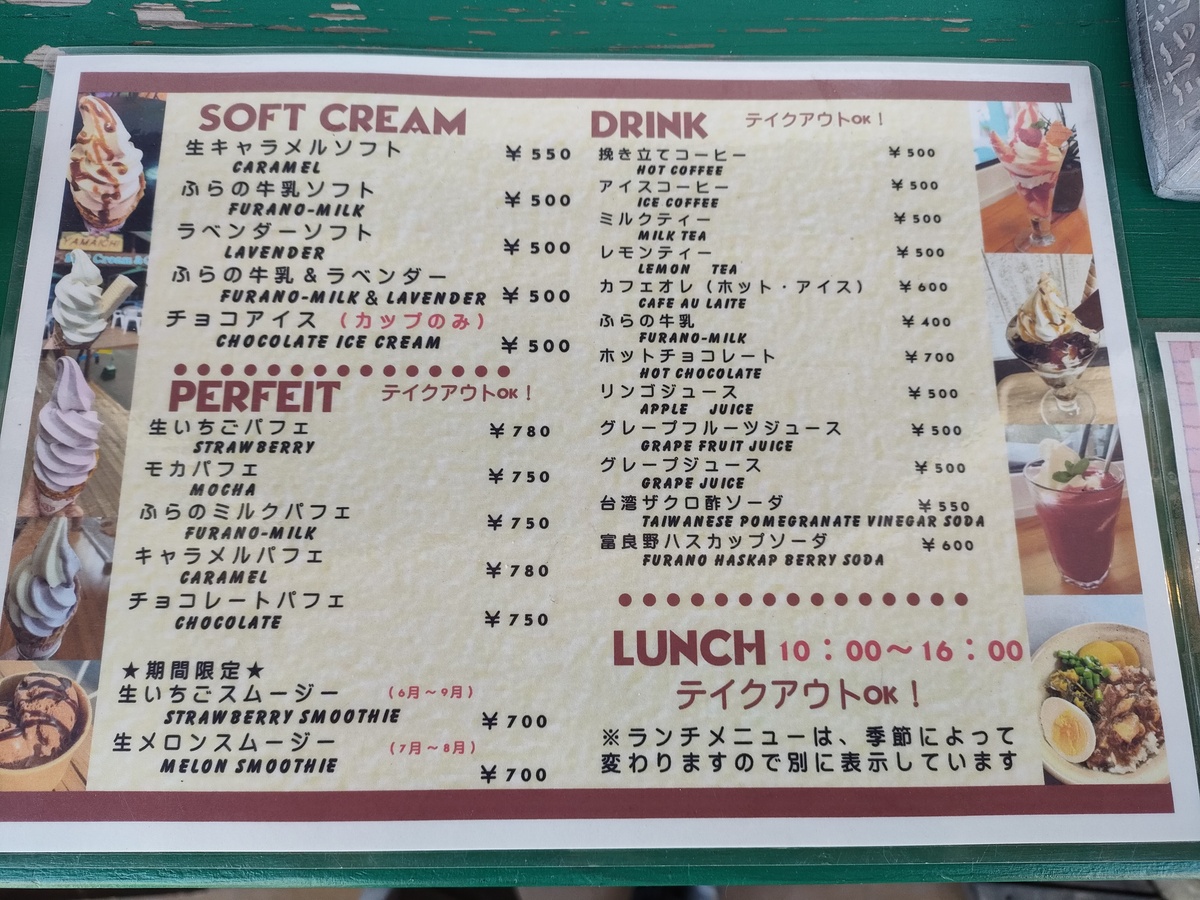 SOFT CREAM
生キャラメルソフト ¥550
CARAMEL
ふらの牛乳ソフト ¥500
FURANO-MILK
ラベンダーソフト ¥500
LAVENDER
ふらの牛乳&ラベンダー
FURANO-MILK & LAVENDER ¥500
チョコアイス (カップのみ)
CHOCOLATE ICE CREAM ¥500
PERFEIT テイクアウトOK!
生いちごパフェ ¥780
STRAWBERRY
モカパフェ ¥750
MOCHA
ふらのミルクパフェ ¥750
FURANO-MILK
キャラメルパフェ ¥780
CARAMEL
チョコレートパフェ ¥750
CHOCOLATE
★期間限定★
生いちごスムージー (6月~9月)
STRAWBERRY SMOOTHIE ¥700
生メロンスムージー (7月~8月)
MELON SMOOTHIE ¥700
DRINK テイクアウトOK!
挽き立てコーヒー ¥500
HOT COFFEE
アイスコーヒー ¥500
ICE COFFEE
ミルクティー ¥500
MILK TEA
レモンティー ¥500
LEMON TEA
カフェオレ(ホット・アイス) ¥600
CAFE AU LAITE
ふらの牛乳 ¥400
FURANO-MILK
ホットチョコレート ¥700
HOT CHOCOLATE
リンゴジュース ¥500
APPLE JUICE
グレープフルーツジュース ¥500
GRAPE FRUIT JUICE
グレープジュース ¥500
GRAPE JUICE
台湾ザクロ酢ソーダ ¥550
TAIWANESE POMEGRANATE VINEGAR SODA
富良野ハスカップソーダ ¥600
FURANO HASKAP BERRY SODA
LUNCH 10:00~16:00
テイクアウトOK!
※ランチメニューは、季節によって
変わりますので別に表示しています
YAMAICHI